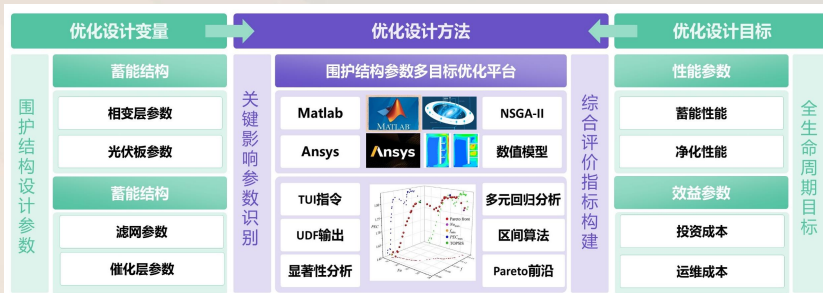 优化设计变量
优化设计方法
优化设计目标
围护结构设计参数
蓄能结构
相变层参数
光伏板参数
蓄能结构
滤网参数
催化层参数
关键影响参数识别
围护结构参数多目标优化平台
Matlab
MATLAB
NSGA-II
Ansys
Ansys
数值模型
TUI指令
多元回归分析
UDF输出
区间算法
显著性分析
Pareto前沿
综合评价指标构建
性能参数
蓄能性能
净化性能
效益参数
投资成本
运维成本
全生命周期目标